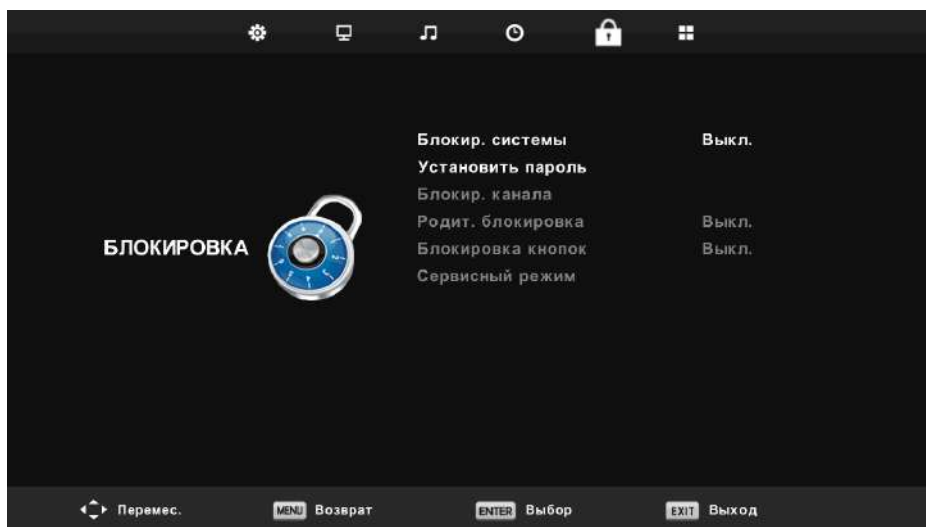 БЛОКИРОВКА
Блокир. системы Выкл.
Установить пароль
Блокир. канала
Родит. блокировка Выкл.
Блокировка кнопок Выкл.
Сервисный режим
Перемес. MENU Возврат ENTER Выбор EXIT Выход